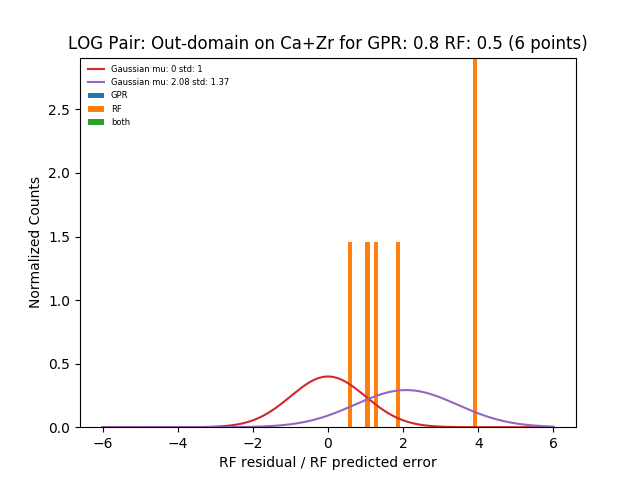 LOG Pair: Out-domain on Ca+Zr for GPR: 0.8 RF: 0.5 (6 points)
Gaussian mu: 0 std: 1
Gaussian mu: 2.08 std: 1.37
GPR
RF
both
Normalized Counts
2.5
2.0
1.5
1.0
0.5
0.0
−6 −4 −2 0 2 4 6
RF residual / RF predicted error